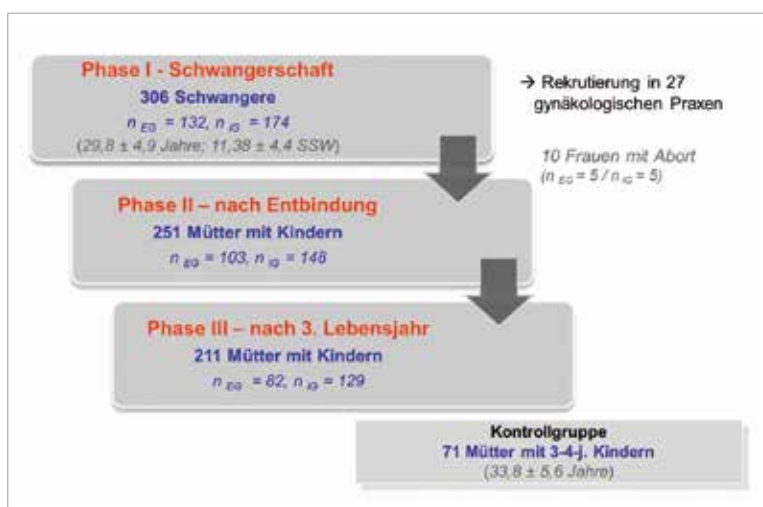 Phase I - Schwangerschaft
306 Schwangere
n EG = 132, n IG = 174
(29,8 ± 4,9 Jahre; 11,38 ± 4,4 SSW)
→ Rekrutierung in 27
gynäkologischen Praxen
10 Frauen mit Abort
(n EG = 5 / n IG = 5)
Phase II – nach Entbindung
251 Mütter mit Kindern
n EG = 103, n IG = 148
Phase III – nach 3. Lebensjahr
211 Mütter mit Kindern
n EG = 82, n IG = 129
Kontrollgruppe
71 Mütter mit 3-4-j. Kindern
(33,8 ± 5,6 Jahre)